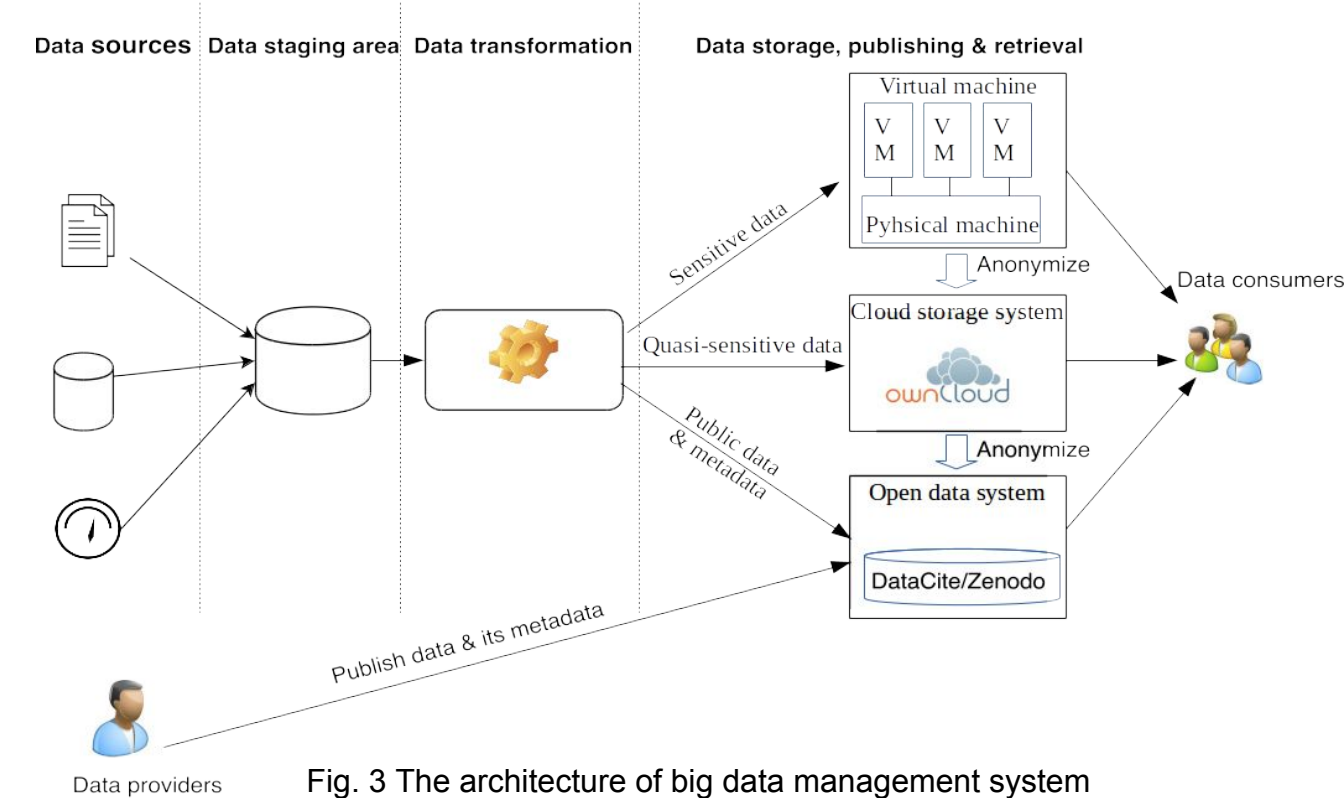 Data sources
Data staging area
Data transformation
Data storage, publishing & retrieval
Virtual machine
V
M
V
M
V
M
Pyhsical machine
Sensitive data
Anonymize
Data consumers
Cloud storage system
Quasi-sensitive data
ownCloud
Public data
& metadata
Anonymize
Open data system
DataCite/Zenodo
Publish data & its metadata
Data providers
Fig. 3 The architecture of big data management system